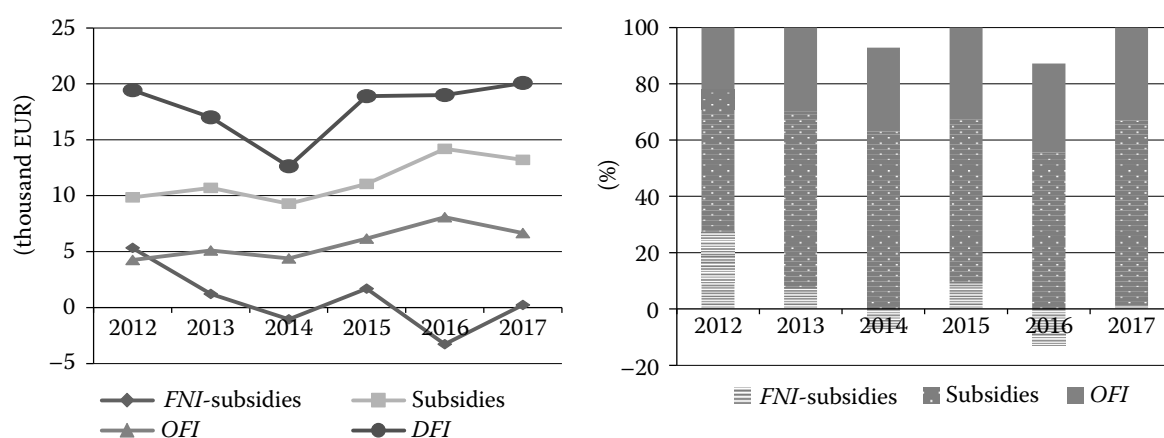 25
20
15
10
5
0
−5
(thousand EUR)
2012 2013 2014 2015 2016 2017
FNI-subsidies Subsidies
OFI DFI
100
80
60
40
20
0
−20
(%)
2012 2013 2014 2015 2016 2017
FNI-subsidies Subsidies OFI